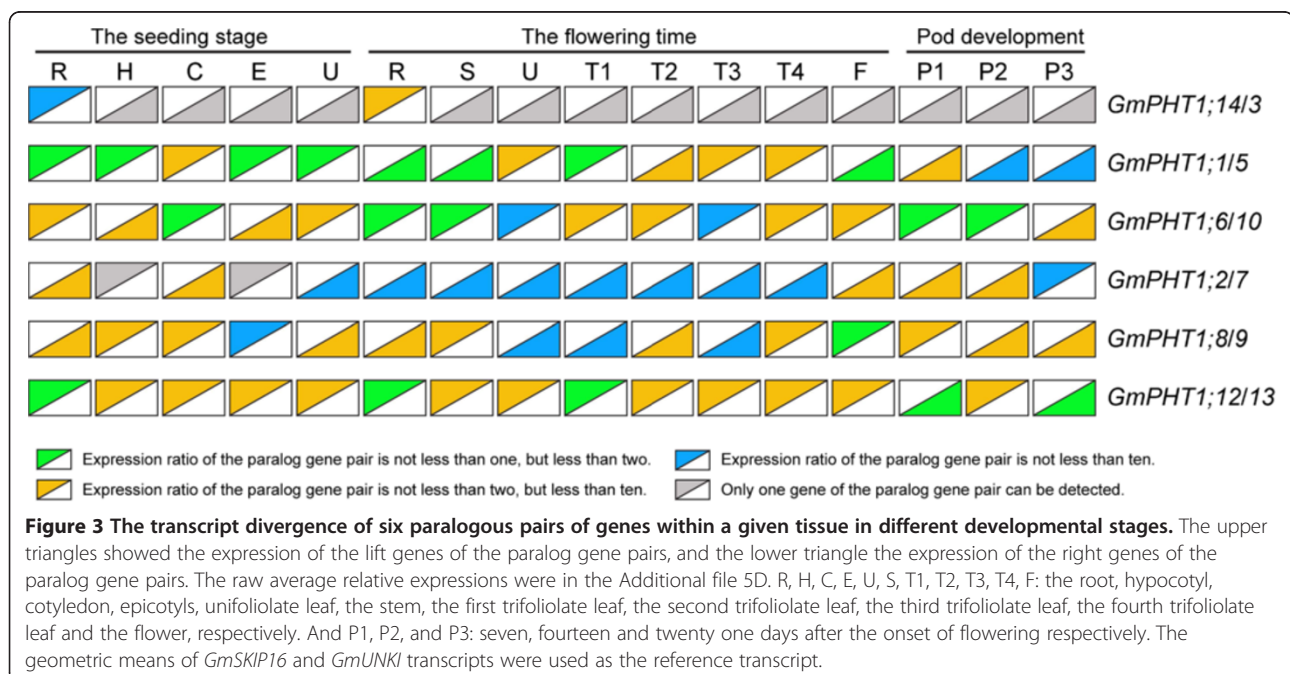 The seeding stage The flowering time Pod development
R H C E U R S U T1 T2 T3 T4 F P1 P2 P3
GmPHT1;14/3
GmPHT1;1/5
GmPHT1;6/10
GmPHT1;2/7
GmPHT1;8/9
GmPHT1;12/13
Expression ratio of the paralog gene pair is not less than one, but less than two.
Expression ratio of the paralog gene pair is not less than ten.
Expression ratio of the paralog gene pair is not less than two, but less than ten.
Only one gene of the paralog gene pair can be detected.
Figure 3 The transcript divergence of six paralogous pairs of genes within a given tissue in different developmental stages. The upper
triangles showed the expression of the lift genes of the paralog gene pairs, and the lower triangle the expression of the right genes of the
paralog gene pairs. The raw average relative expressions were in the Additional file 5D. R, H, C, E, U, S, T1, T2, T3, T4, F: the root, hypocotyl,
cotyledon, epicotyls, unifoliolate leaf, the stem, the first trifoliolate leaf, the second trifoliolate leaf, the third trifoliolate leaf, the fourth trifoliolate
leaf and the flower, respectively. And P1, P2, and P3: seven, fourteen and twenty one days after the onset of flowering respectively. The
geometric means of GmSKIP16 and GmUNKI transcripts were used as the reference transcript.